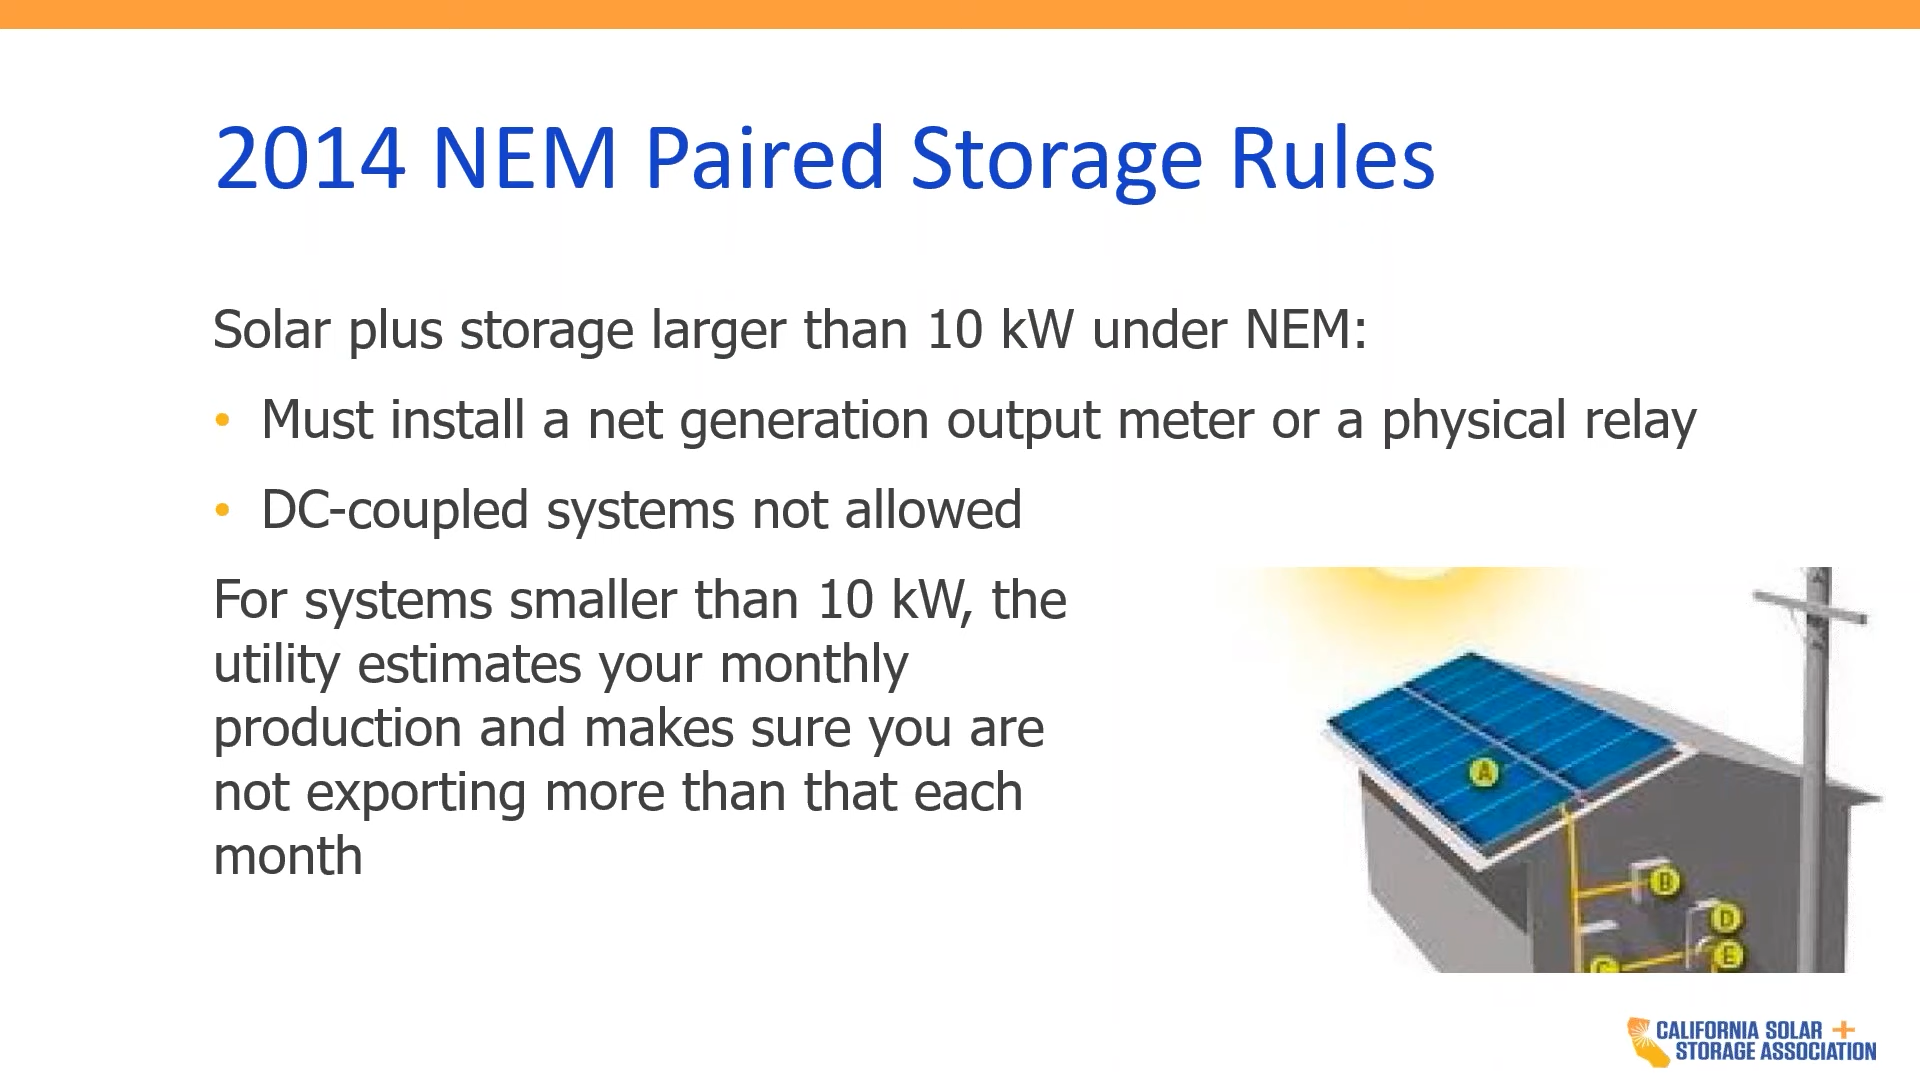 2014 NEM Paired Storage Rules
Solar plus storage larger than 10 kW under NEM:
• Must install a net generation output meter or a physical relay
• DC-coupled systems not allowed
For systems smaller than 10 kW, the
utility estimates your monthly
production and makes sure you are
not exporting more than that each
month
A
B
D
E
C
CALIFORNIA SOLAR +
STORAGE ASSOCIATION